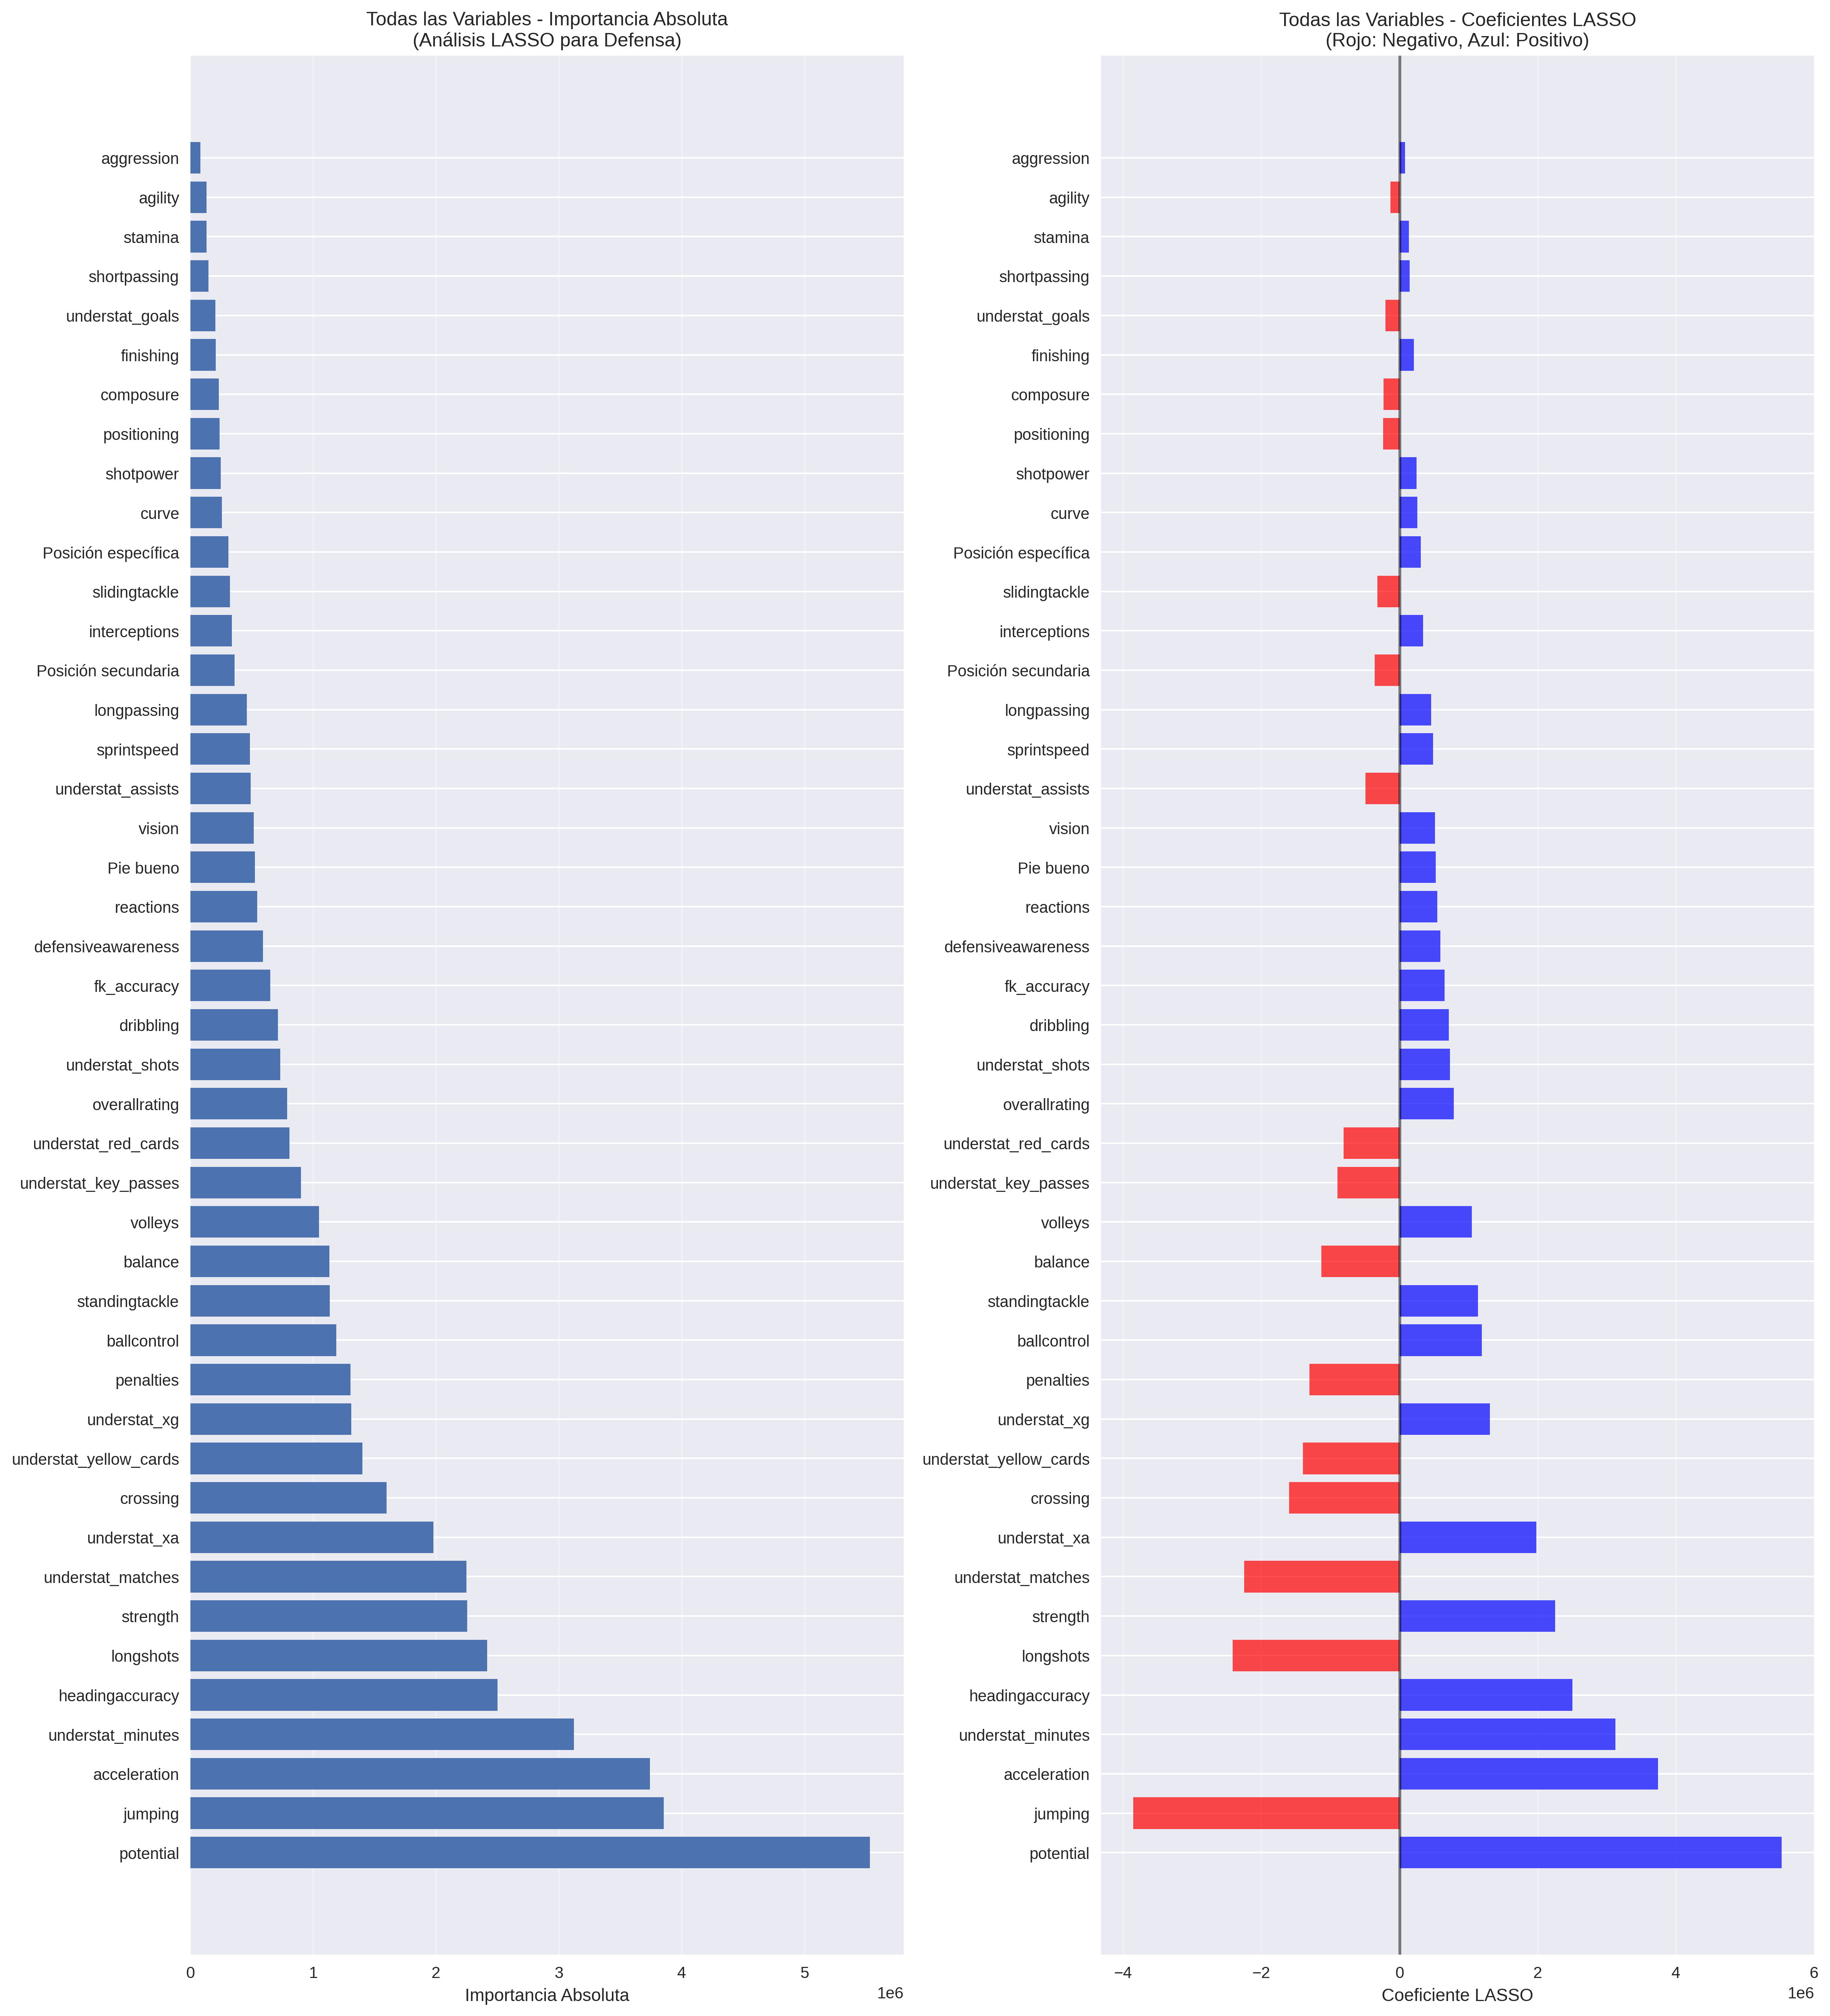 Todas las Variables - Importancia Absoluta
(Análisis LASSO para Defensa)
aggression
agility
stamina
shortpassing
understat_goals
finishing
composure
positioning
shotpower
curve
Posición específica
slidingtackle
interceptions
Posición secundaria
longpassing
sprintspeed
understat_assists
vision
Pie bueno
reactions
defensiveawareness
fk_accuracy
dribbling
understat_shots
overallrating
understat_red_cards
understat_key_passes
volleys
balance
standingtackle
ballcontrol
penalties
understat_xg
understat_yellow_cards
crossing
understat_xa
understat_matches
strength
longshots
headingaccuracy
understat_minutes
acceleration
jumping
potential
0 1 2 3 4 5
1e6
Importancia Absoluta
Todas las Variables - Coeficientes LASSO
(Rojo: Negativo, Azul: Positivo)
aggression
agility
stamina
shortpassing
understat_goals
finishing
composure
positioning
shotpower
curve
Posición específica
slidingtackle
interceptions
Posición secundaria
longpassing
sprintspeed
understat_assists
vision
Pie bueno
reactions
defensiveawareness
fk_accuracy
dribbling
understat_shots
overallrating
understat_red_cards
understat_key_passes
volleys
balance
standingtackle
ballcontrol
penalties
understat_xg
understat_yellow_cards
crossing
understat_xa
understat_matches
strength
longshots
headingaccuracy
understat_minutes
acceleration
jumping
potential
−4 −2 0 2 4 6
1e6
Coeficiente LASSO